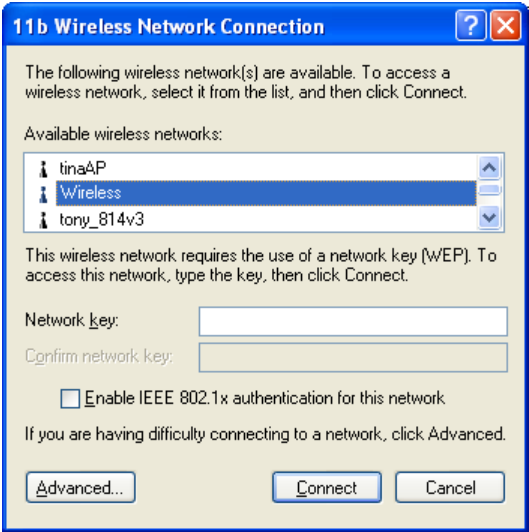 11b Wireless Network Connection
The following wireless network(s) are available. To access a
wireless network, select it from the list, and then click Connect.
Available wireless networks:
tinaAP
Wireless
tony_814v3
This wireless network requires the use of a network key (WEP). To
access this network, type the key, then click Connect.
Network key:
Confirm network key:
Enable IEEE 802.1x authentication for this network
If you are having difficulty connecting to a network, click Advanced.
Advanced... Connect Cancel